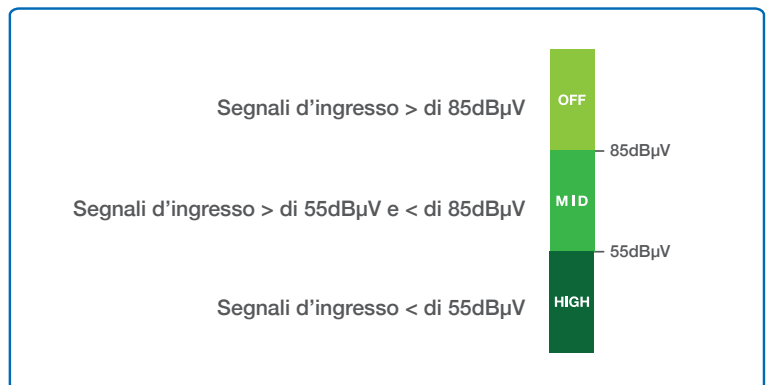 Segnali d'ingresso > di 85dBµV
OFF
85dBµV
Segnali d'ingresso > di 55dBµV e < di 85dBµV
MID
55dBµV
Segnali d'ingresso < di 55dBµV
HIGH